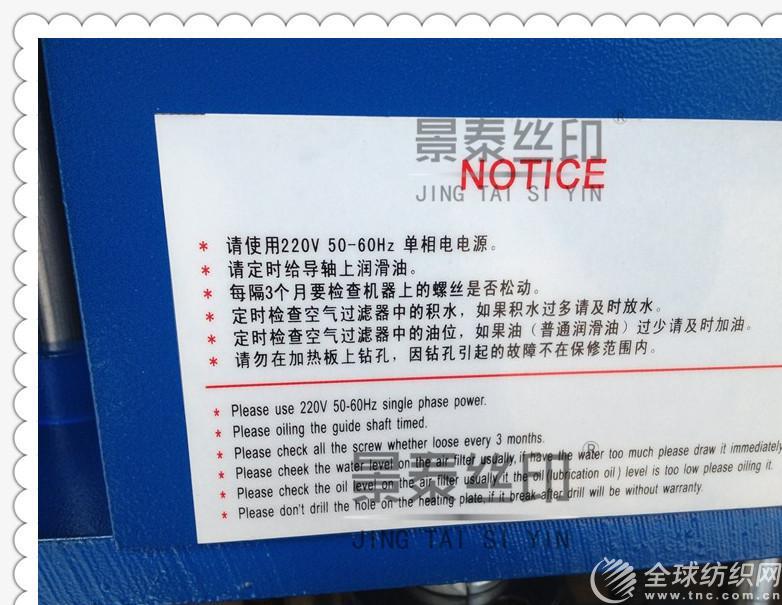 景泰丝印®
NOTICE
JING TAI SI YIN
* 请使用220V 50-60Hz 单相电电源。
* 请定时给导轴上润滑油。
* 每隔3个月要检查机器上的螺丝是否松动。
* 定时检查空气过滤器中的积水，如果积水过多请及时放水。
* 定时检查空气过滤器中的油位，如果油（普通润滑油）过少请及时加油。
* 请勿在加热板上钻孔，因钻孔引起的故障不在保修范围内。
* Please use 220V 50-60Hz single phase power.
* Please oiling the guide shaft timed.
* Please check all the screw whether loose every 3 months.
* Please cheek the water level on the air filter usually, if have the water too much please draw it immediately
* Please check the oil level on the air filter usually it the oil (lubrication oil) level is too low please oiling it.
* Please don't drill the hole on the heating plate, if it break after drill will be without warranty.
景泰丝印®
JING TAI SI YIN
全球纺织网
www.tnc.com.cn